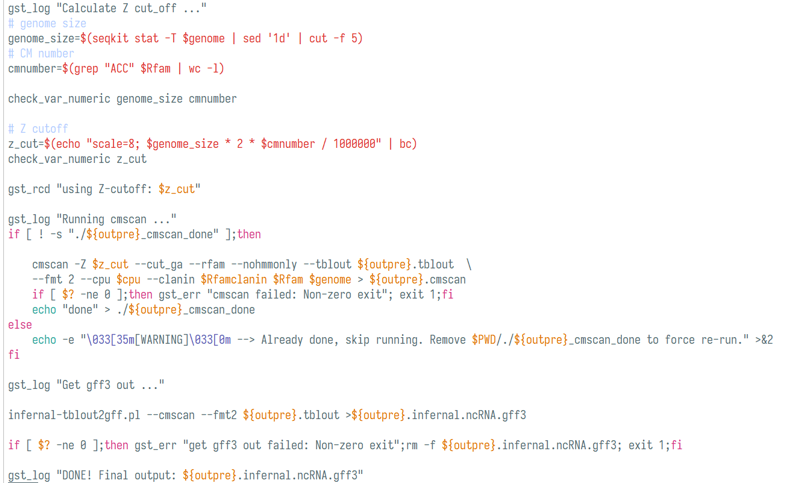 gst_log "Calculate Z cut_off ..."
# genome size
genome_size=$(seqkit stat -T $genome | sed '1d' | cut -f 5)
# CM number
cmnumber=$(grep "ACC" $Rfam | wc -l)
check_var_numeric genome_size cmnumber
# Z cutoff
z_cut=$(echo "scale=8; $genome_size * 2 * $cmnumber / 1000000" | bc)
check_var_numeric z_cut
gst_rcd "using Z-cutoff: $z_cut"
gst_log "Running cmscan ..."
if [ ! -s "./${outpre}_cmscan_done" ];then
    cmscan -Z $z_cut --cut_ga --rfam --nohmmonly --tblout ${outpre}.tblout  \
    --fmt 2 --cpu $cpu --clanin $Rfamclanin $Rfam $genome > ${outpre}.cmscan
    if [ $? -ne 0 ];then gst_err "cmscan failed: Non-zero exit"; exit 1;fi
    echo "done" > ./${outpre}_cmscan_done
else
    echo -e "\033[35m[WARNING]\033[0m --> Already done, skip running. Remove $PWD/./${outpre}_cmscan_done to force re-run." >&2
fi
gst_log "Get gff3 out ..."
infernal-tblout2gff.pl --cmscan --fmt2 ${outpre}.tblout >${outpre}.infernal.ncRNA.gff3
if [ $? -ne 0 ];then gst_err "get gff3 out failed: Non-zero exit";rm -f ${outpre}.infernal.ncRNA.gff3; exit 1;fi
gst_log "DONE! Final output: ${outpre}.infernal.ncRNA.gff3"